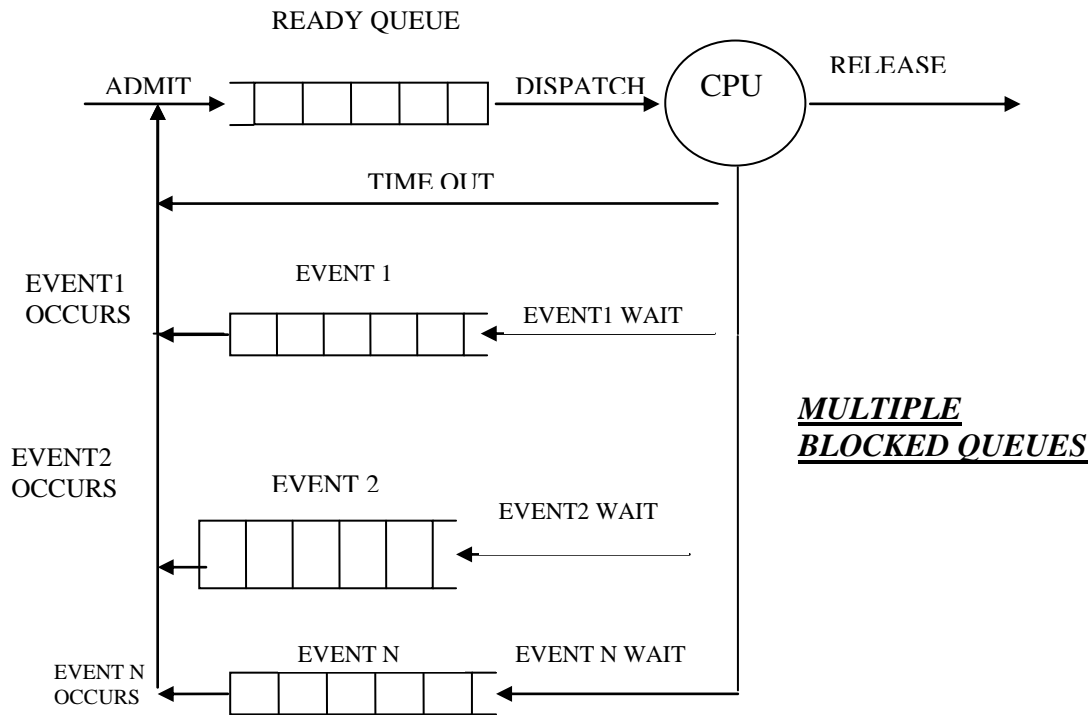 READY QUEUE
ADMIT
DISPATCH
CPU
RELEASE
TIME OUT
EVENT1
OCCURS
EVENT 1
EVENT1 WAIT
MULTIPLE
BLOCKED QUEUES
EVENT2
OCCURS
EVENT 2
EVENT2 WAIT
EVENT N
OCCURS
EVENT N
EVENT N WAIT